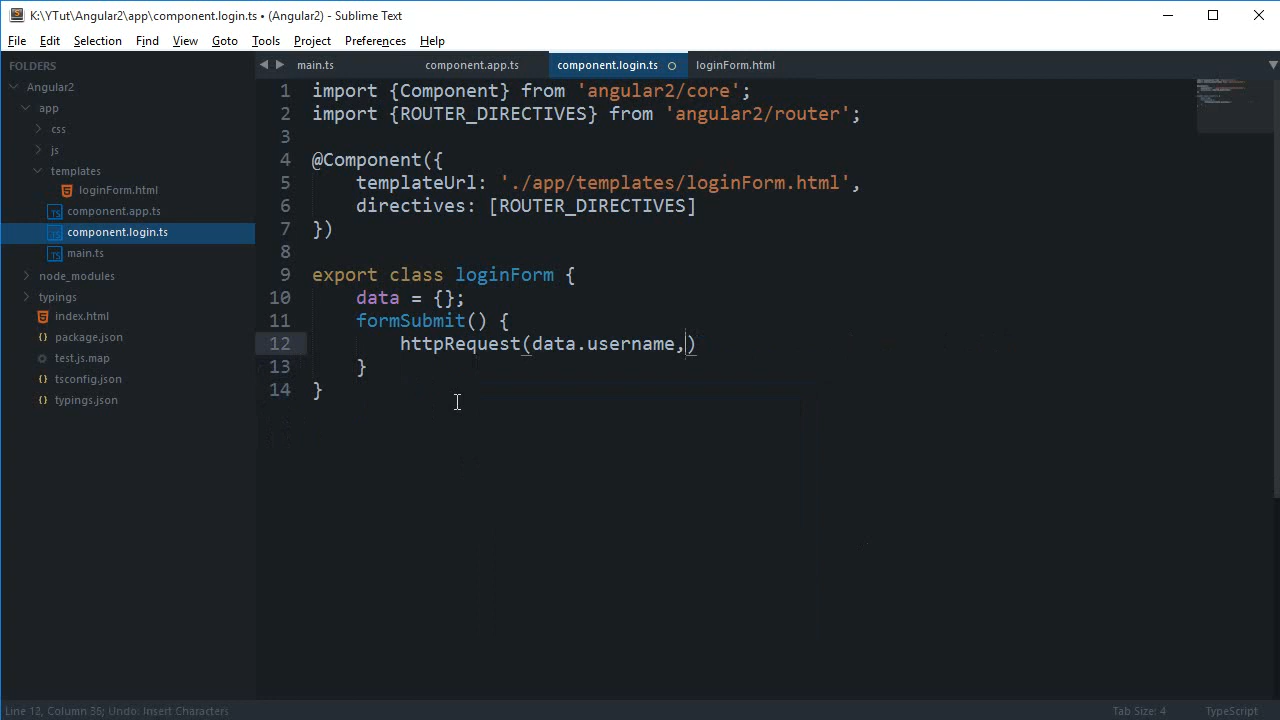 K:\YTut\Angular2\app\component.login.ts • (Angular2) - Sublime Text
File Edit Selection Find View Goto Tools Project Preferences Help
FOLDERS
Angular2
app
css
js
templates
loginForm.html
component.app.ts
component.login.ts
main.ts
node_modules
typings
index.html
package.json
test.js.map
tsconfig.json
typings.json
main.ts component.app.ts component.login.ts loginForm.html
1 import {Component} from 'angular2/core';
2 import {ROUTER_DIRECTIVES} from 'angular2/router';
3
4 @Component({
5 templateUrl: './app/templates/loginForm.html',
6 directives: [ROUTER_DIRECTIVES]
7 })
8
9 export class loginForm {
10 data = {};
11 formSubmit() {
12 httpRequest(data.username,)
13 }
14 }
Line 12, Column 35; Undo: Insert Characters Tab Size: 4 TypeScript